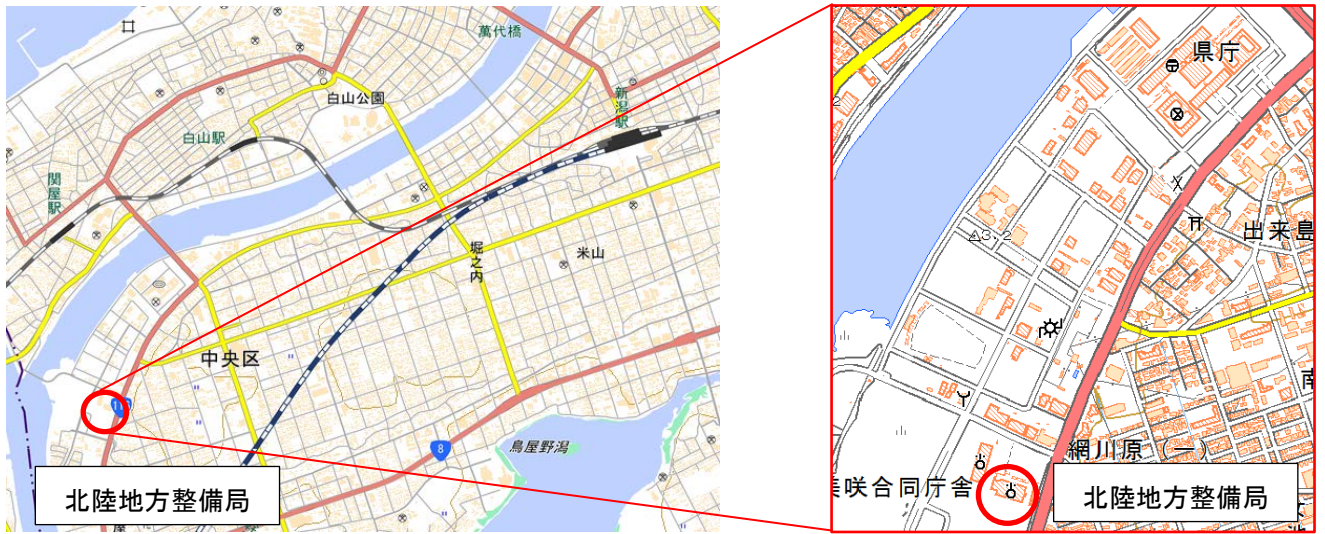 萬代橋
白山公園
新潟駅
白山駅
関屋駅
堀之内
米山
中央区
8
鳥屋野潟
北陸地方整備局
県庁
出来島
3.2
南
網川原(一)
美咲合同庁舎
北陸地方整備局